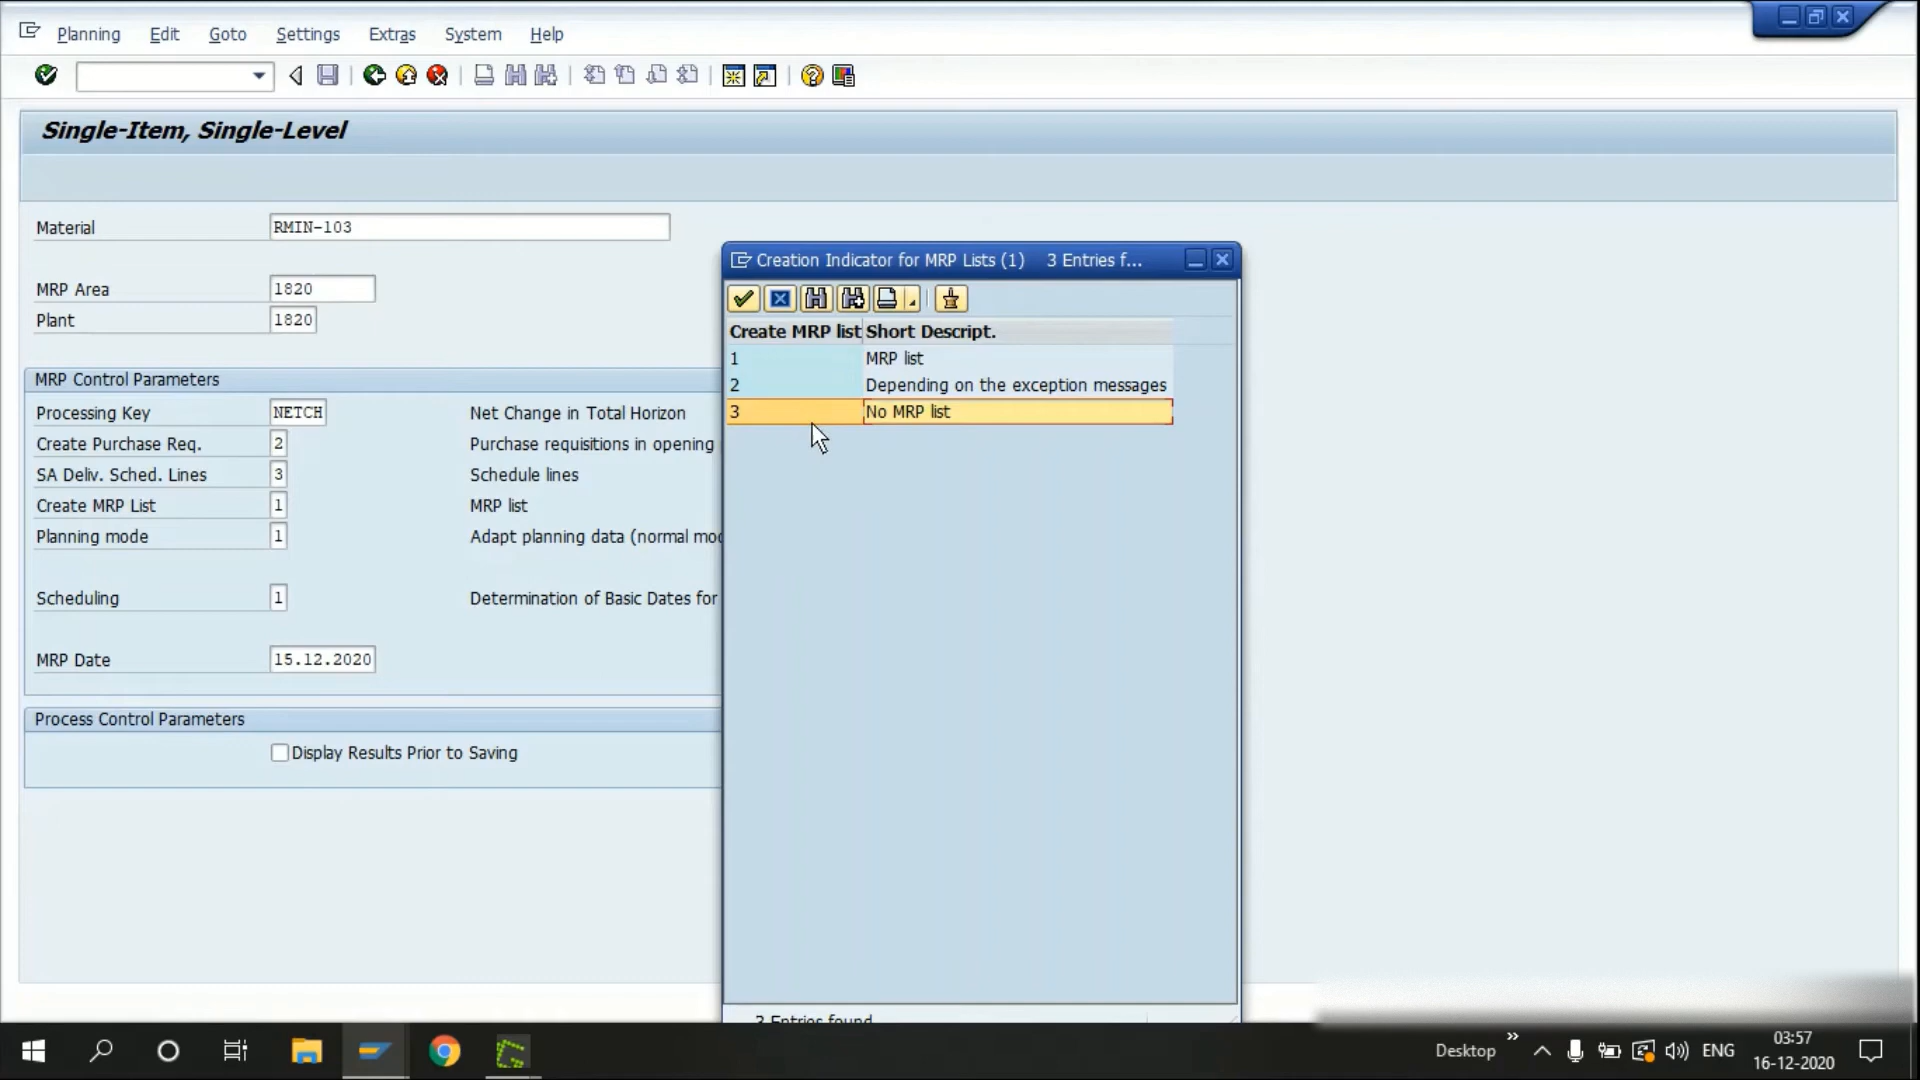 Planning Edit Goto Settings Extras System Help
Single-Item, Single-Level
Material RMIN-103
MRP Area 1820
Plant 1820
MRP Control Parameters
Processing Key NETCH Net Change in Total Horizon
Create Purchase Req. 2 Purchase requisitions in opening
SA Deliv. Sched. Lines 3 Schedule lines
Create MRP List 1 MRP list
Planning mode 1 Adapt planning data (normal mo
Scheduling 1 Determination of Basic Dates for
MRP Date 15.12.2020
Process Control Parameters
Display Results Prior to Saving
Creation Indicator for MRP Lists (1) 3 Entries f...
Create MRP list Short Descript.
1 MRP list
2 Depending on the exception messages
3 No MRP list
3 Entries found
Desktop » ENG 03:57
16-12-2020